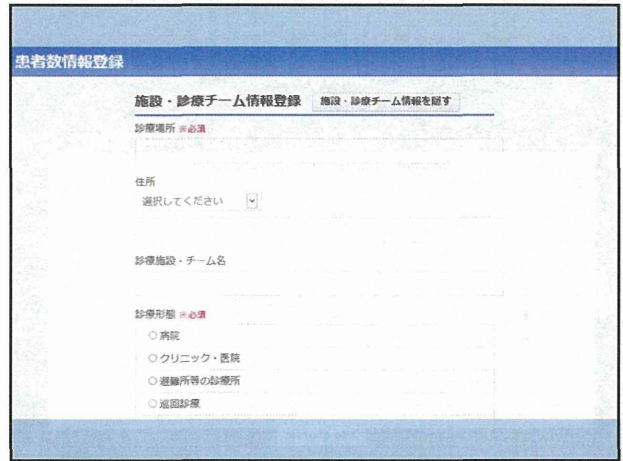 患者数情報登録
施設・診療チーム情報登録 施設・診療チーム情報を隠す
診療場所 ※必須
住所
選択してください
診療施設・チーム名
診療形態 ※必須
○病院
○クリニック・医院
○避難所等の診療所
○巡回診療